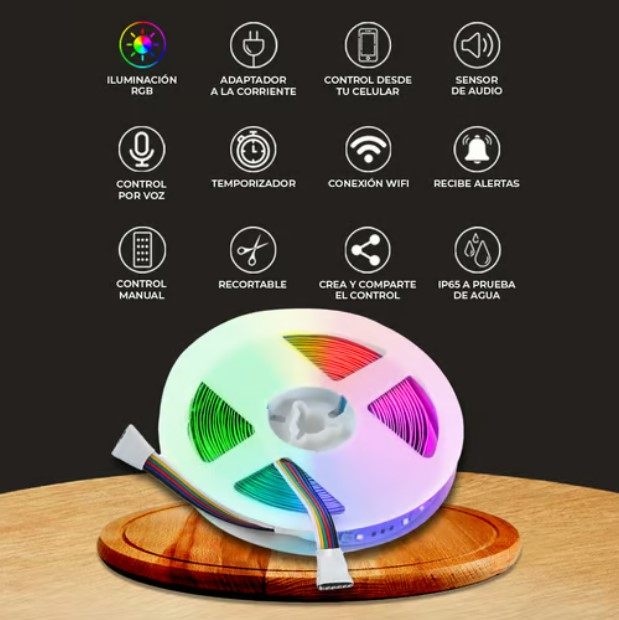 ILUMINACIÓN
RGB
ADAPTADOR
A LA CORRIENTE
CONTROL DESDE
TU CELULAR
SENSOR
DE AUDIO
CONTROL
POR VOZ
TEMPORIZADOR
CONEXIÓN WIFI
RECIBE ALERTAS
CONTROL
MANUAL
RECORTABLE
CREA Y COMPARTE
EL CONTROL
IP65 A PRUEBA
DE AGUA